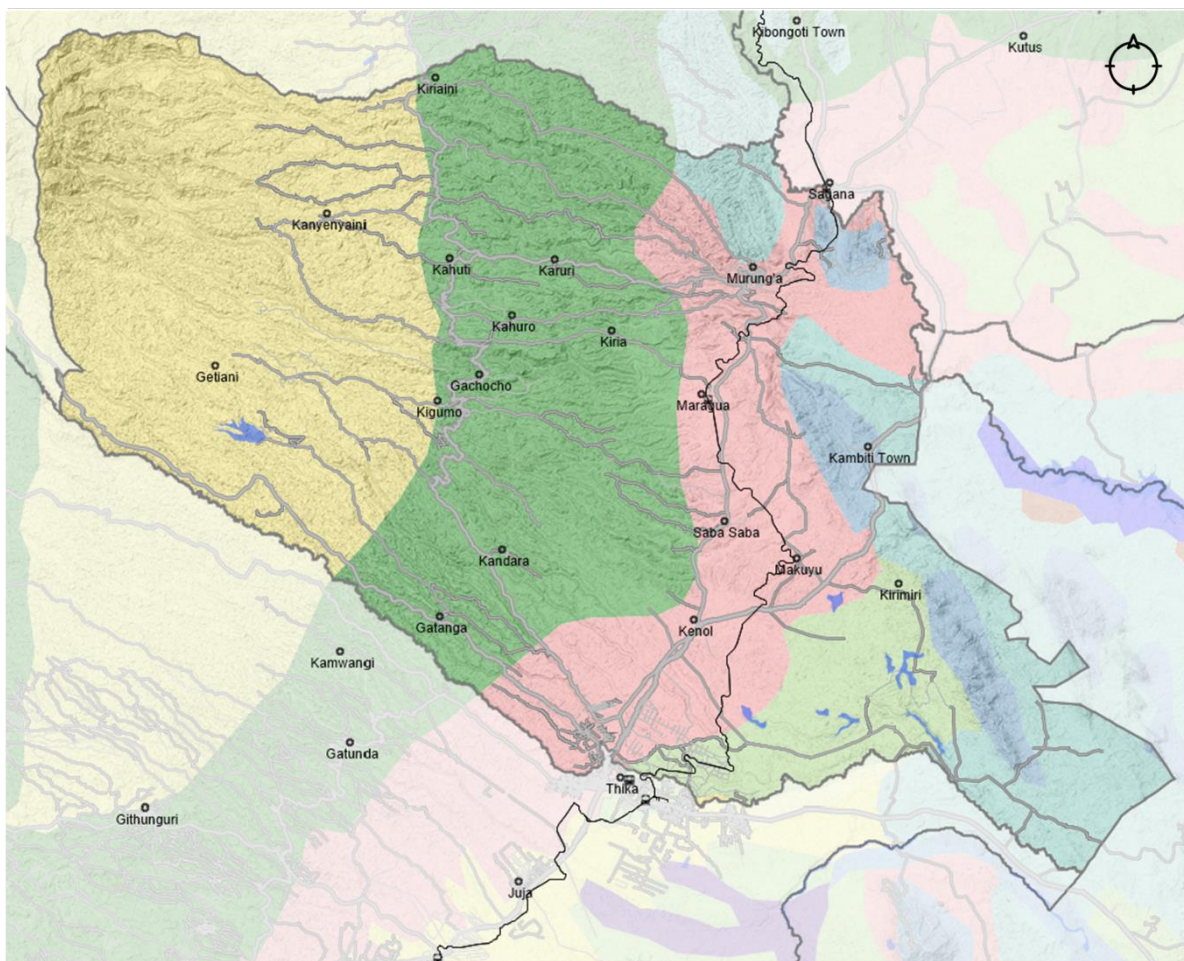 Kibongoti Town
Kutus
Kiriaini
Sagana
Kanyenyaini
Kahuti
Karuri
Murung'a
Kahuro
Kiria
Getiani
Gachocho
Kigumo
Maragua
Kambiti Town
Saba Saba
Kandara
Makuyu
Kirimiri
Gatanga
Kenol
Kamwangi
Gatunda
Thika
Githunguri
Juja